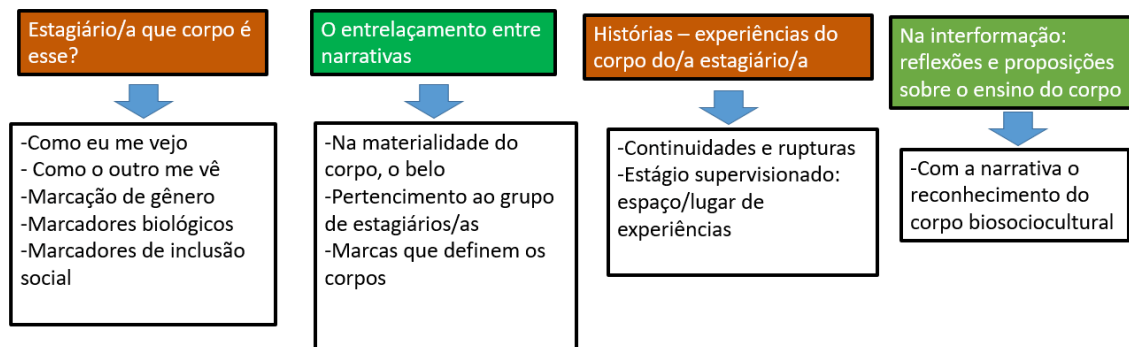 Estagiário/a que corpo é
esse?
-Como eu me vejo
- Como o outro me vê
-Marcação de gênero
-Marcadores biológicos
-Marcadores de inclusão
social
O entrelaçamento entre
narrativas
-Na materialidade do
corpo, o belo
-Pertencimento ao grupo
de estagiários/as
-Marcas que definem os
corpos
Histórias – experiências do
corpo do/a estagiário/a
-Continuidades e rupturas
-Estágio supervisionado:
espaço/lugar de
experiências
Na interformação:
reflexões e proposições
sobre o ensino do corpo
-Com a narrativa o
reconhecimento do
corpo biosociocultural